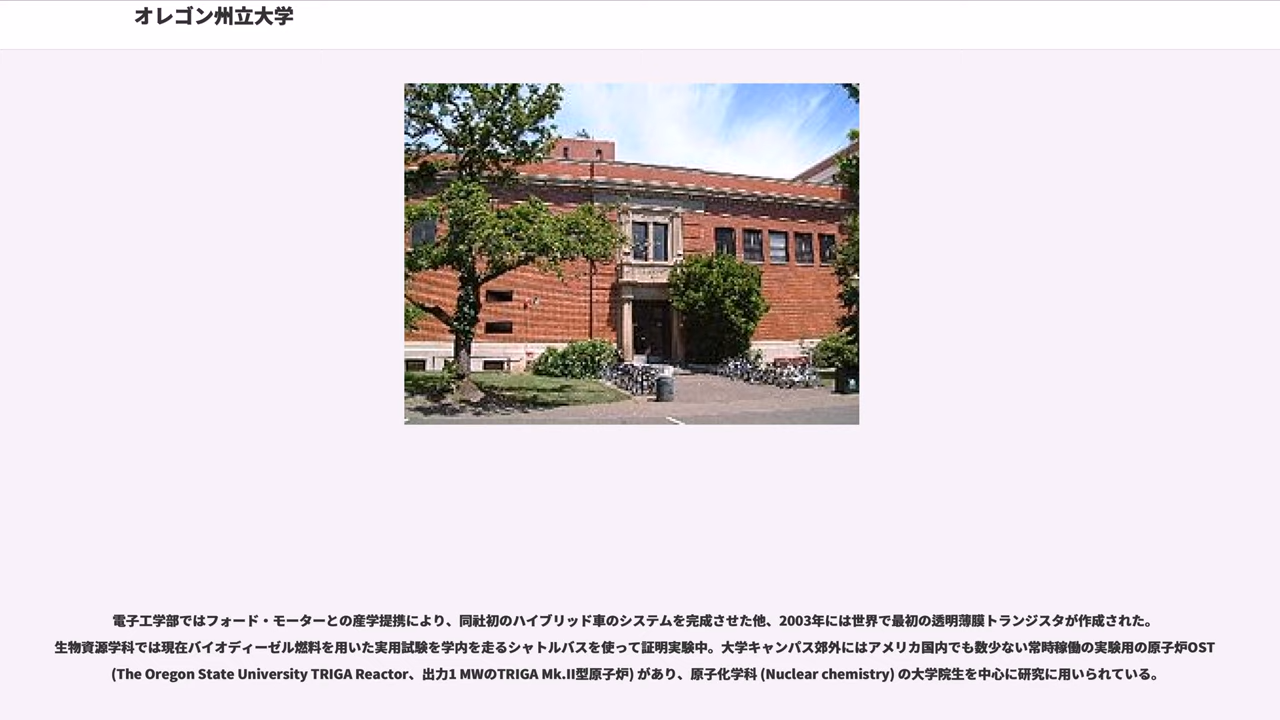 オレゴン州立大学
電子工学部ではフォード・モーターとの産学提携により、同社初のハイブリッド車のシステムを完成させた他、2003年には世界で最初の透明薄膜トランジスタが作成された。
生物資源学科では現在バイオディーゼル燃料を用いた実用試験を学内を走るシャトルバスを使って証明実験中。大学キャンパス郊外にはアメリカ国内でも数少ない常時稼働の実験用の原子炉OST
(The Oregon State University TRIGA Reactor、出力1 MWのTRIGA Mk.II型原子炉) があり、原子化学科 (Nuclear chemistry) の大学院生を中心に研究に用いられている。